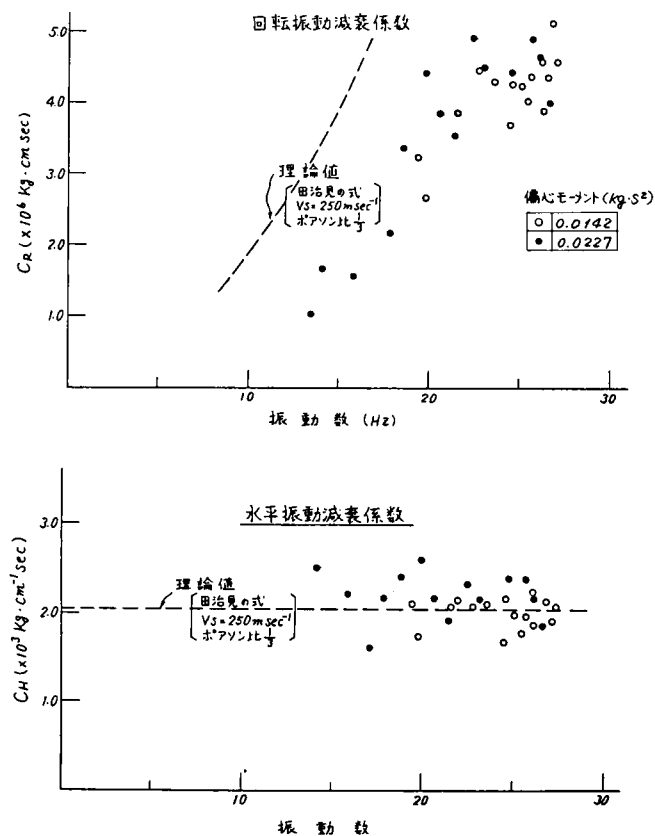 回転振動減衰係数
5.0
4.0
3.0
2.0
1.0
C_R (×10⁶ Kg·cm sec)
理論値
田治見の式
Vs=250 m sec⁻¹
ポアソン比 1/3
偏心モーメント (kg·S²)
○ 0.0142
● 0.0227
10
20
30
振動数 (Hz)
水平振動減衰係数
3.0
2.0
1.0
C_H (×10³ Kg·cm⁻¹ sec)
理論値
田治見の式
Vs=250 m sec⁻¹
ポアソン比 1/3
10
20
30
振動数